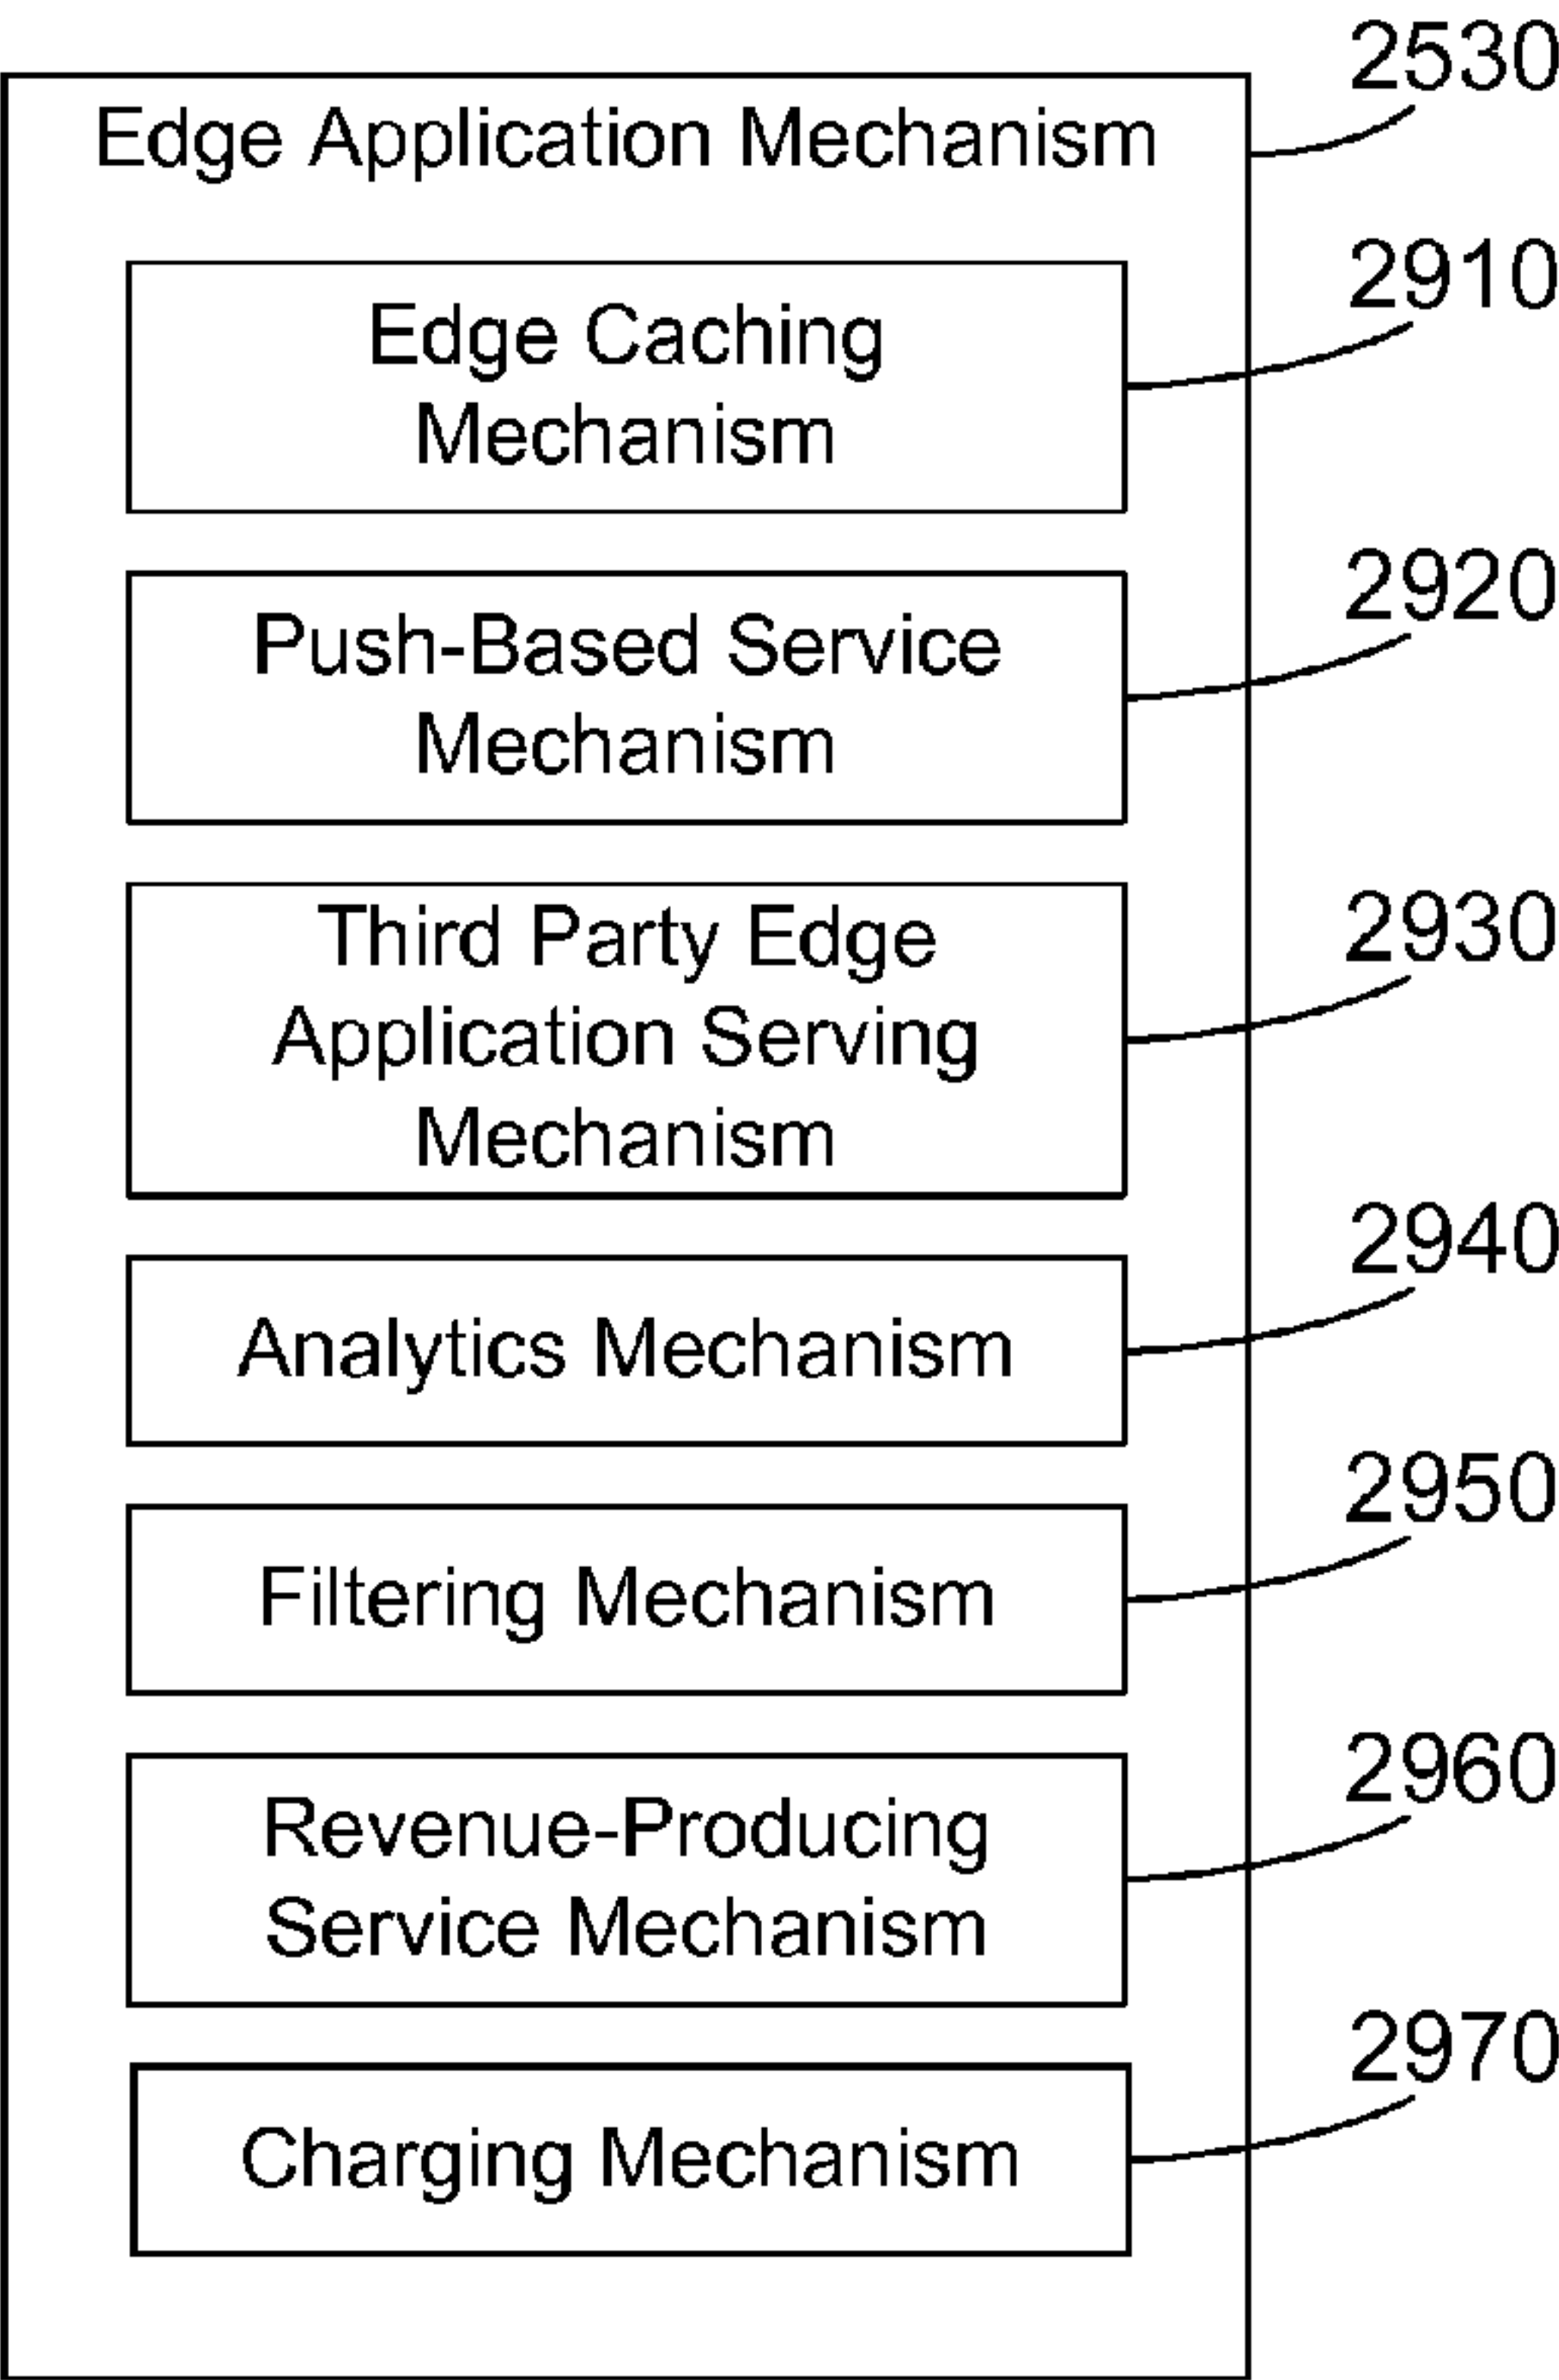 2530
Edge Application Mechanism
2910
Edge Caching
Mechanism
2920
Push-Based Service
Mechanism
2930
Third Party Edge
Application Serving
Mechanism
2940
Analytics Mechanism
2950
Filtering Mechanism
2960
Revenue-Producing
Service Mechanism
2970
Charging Mechanism